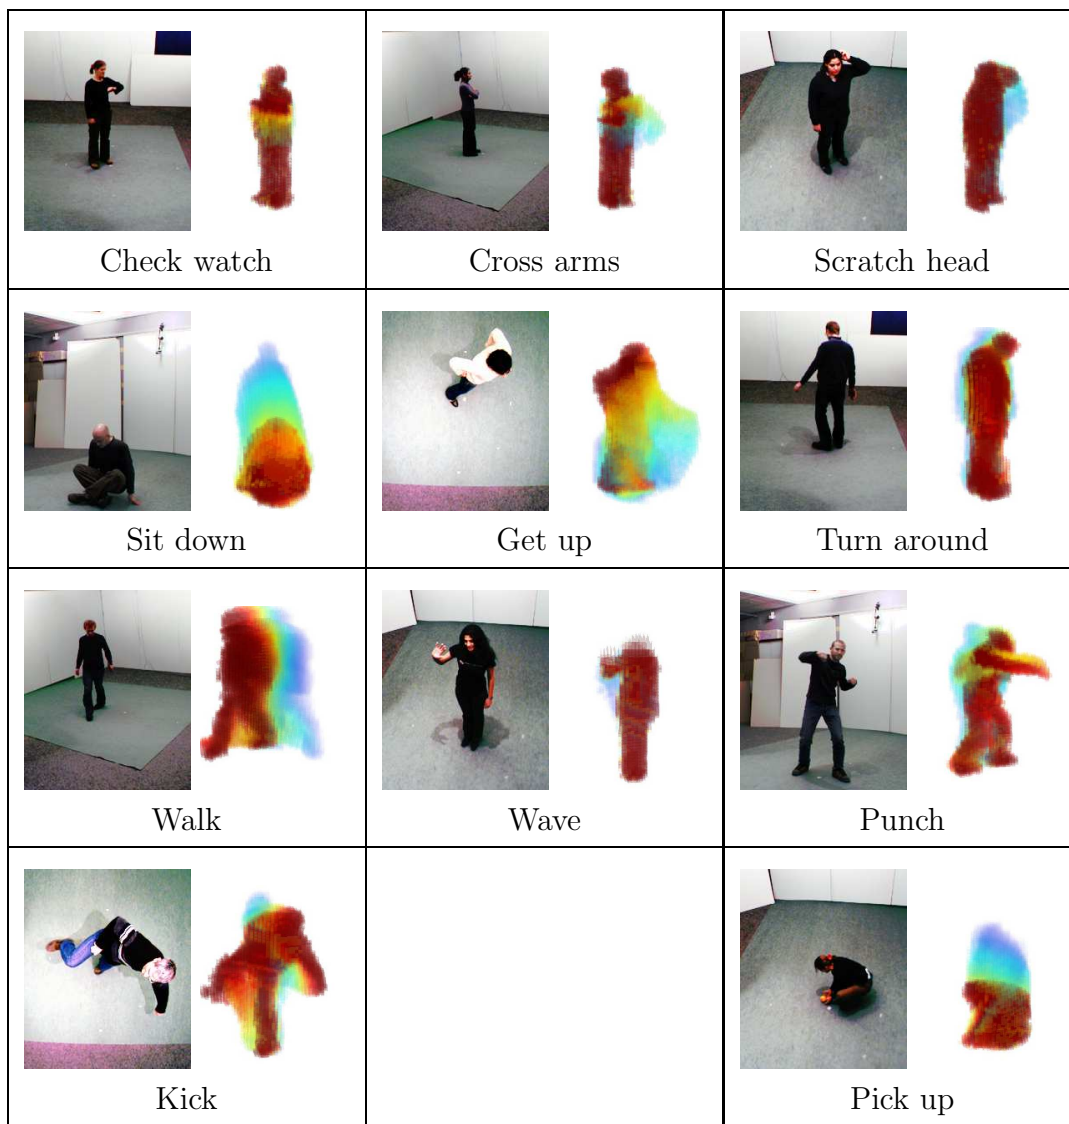 Check watch
Cross arms
Scratch head
Sit down
Get up
Turn around
Walk
Wave
Punch
Kick
Pick up